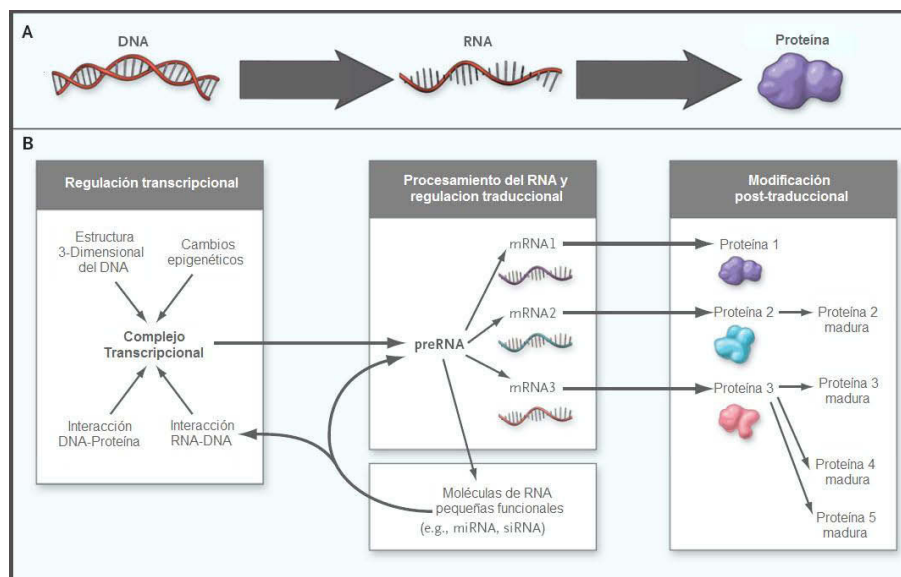 A
DNA
RNA
Proteína
B
Regulación transcripcional
Estructura
3-Dimensional
del DNA
Cambios
epigenéticos
Complejo
Transcripcional
Interacción
DNA-Proteína
Interacción
RNA-DNA
Procesamiento del RNA y
regulacion traduccional
mRNA1
mRNA2
preRNA
mRNA3
Moléculas de RNA
pequeñas funcionales
(e.g., miRNA, siRNA)
Modificación
post-traduccional
Proteína 1
Proteína 2
Proteína 2
madura
Proteína 3
Proteína 3
madura
Proteína 4
madura
Proteína 5
madura